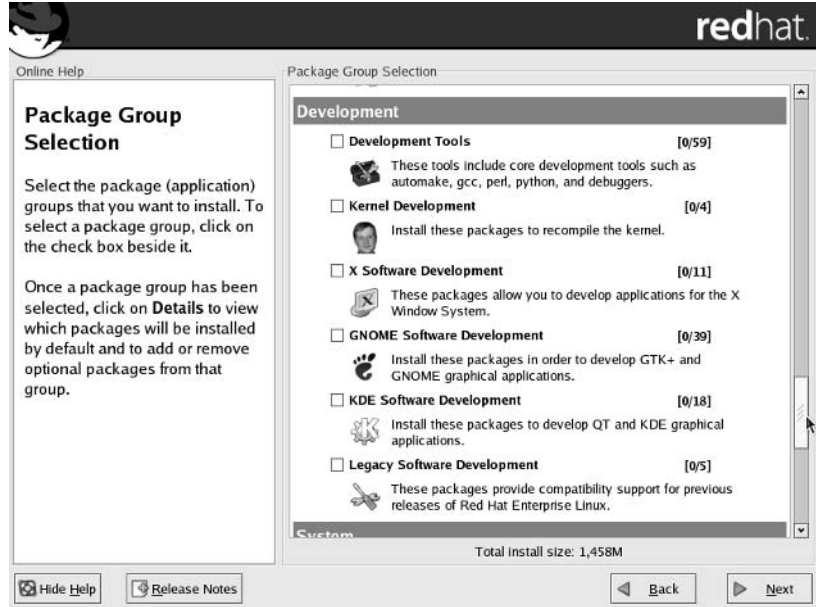 redhat.
Online Help
Package Group Selection
Package Group
Selection
Select the package (application)
groups that you want to install. To
select a package group, click on
the check box beside it.
Once a package group has been
selected, click on Details to view
which packages will be installed
by default and to add or remove
optional packages from that
group.
Development
Development Tools [0/59]
These tools include core development tools such as
automake, gcc, perl, python, and debuggers.
Kernel Development [0/4]
Install these packages to recompile the kernel.
X Software Development [0/11]
These packages allow you to develop applications for the X
Window System.
GNOME Software Development [0/39]
Install these packages in order to develop GTK+ and
GNOME graphical applications.
KDE Software Development [0/18]
Install these packages to develop QT and KDE graphical
applications.
Legacy Software Development [0/5]
These packages provide compatibility support for previous
releases of Red Hat Enterprise Linux.
System
Total install size: 1,458M
Hide Help
Release Notes
Back
Next